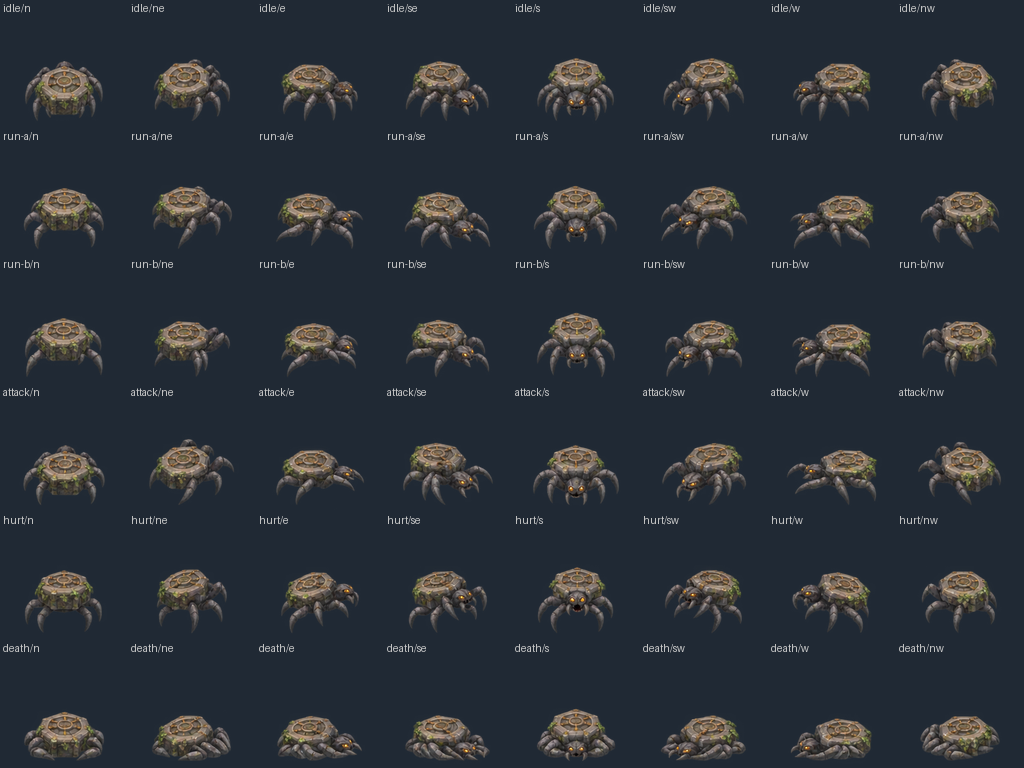 idle/n idle/ne idle/e idle/se idle/s idle/sw idle/w idle/nw
run-a/n run-a/ne run-a/e run-a/se run-a/s run-a/sw run-a/w run-a/nw
run-b/n run-b/ne run-b/e run-b/se run-b/s run-b/sw run-b/w run-b/nw
attack/n attack/ne attack/e attack/se attack/s attack/sw attack/w attack/nw
hurt/n hurt/ne hurt/e hurt/se hurt/s hurt/sw hurt/w hurt/nw
death/n death/ne death/e death/se death/s death/sw death/w death/nw